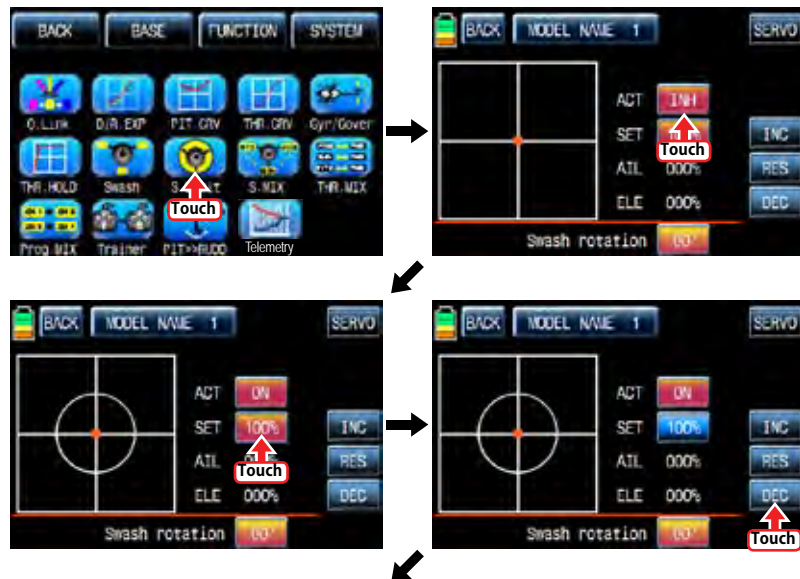 BACK BASE FUNCTION SYSTEM
Q.Link D/R.EXP PIT.CRV THR.CRV Gyr/Gover
THR.HOLD Swash S.MIX THR.MIX
Touch
Prog.MIX Trainer PIT>>RUDD Telemetry
BACK MODEL NAME 1 SERVO
ACT INH
SET INC
Touch
AIL 000% RES
ELE 000% DEC
Swash rotation
BACK MODEL NAME 1 SERVO
ACT ON
SET 100% INC
AIL RES
Touch
ELE 000% DEC
Swash rotation
BACK MODEL NAME 1 SERVO
ACT ON
SET 100% INC
AIL 000% RES
ELE 000% DEC
Swash rotation
Touch